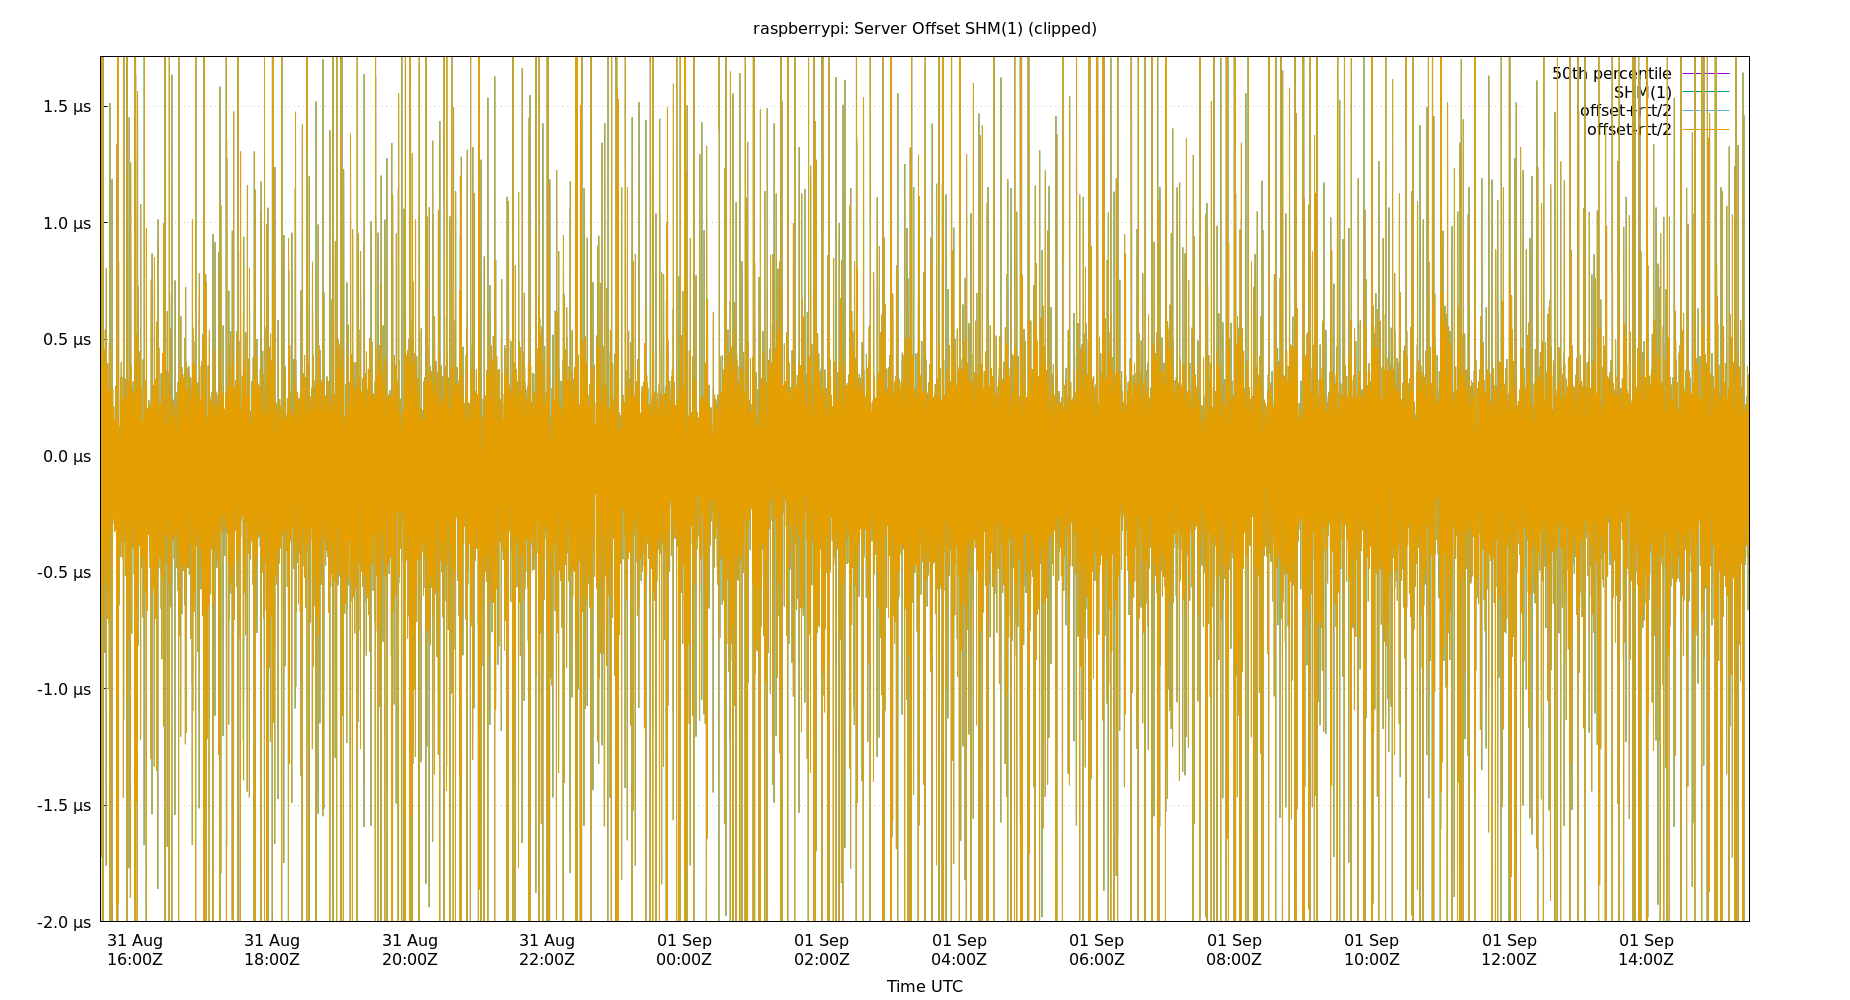 raspberrypi: Server Offset SHM(1) (clipped)
50th percentile
SHM(1)
offset+rtt/2
offset-rtt/2
1.5 µs
1.0 µs
0.5 µs
0.0 µs
-0.5 µs
-1.0 µs
-1.5 µs
-2.0 µs
31 Aug 31 Aug 31 Aug 31 Aug 01 Sep 01 Sep 01 Sep 01 Sep 01 Sep 01 Sep 01 Sep 01 Sep
16:00Z 18:00Z 20:00Z 22:00Z 00:00Z 02:00Z 04:00Z 06:00Z 08:00Z 10:00Z 12:00Z 14:00Z
Time UTC